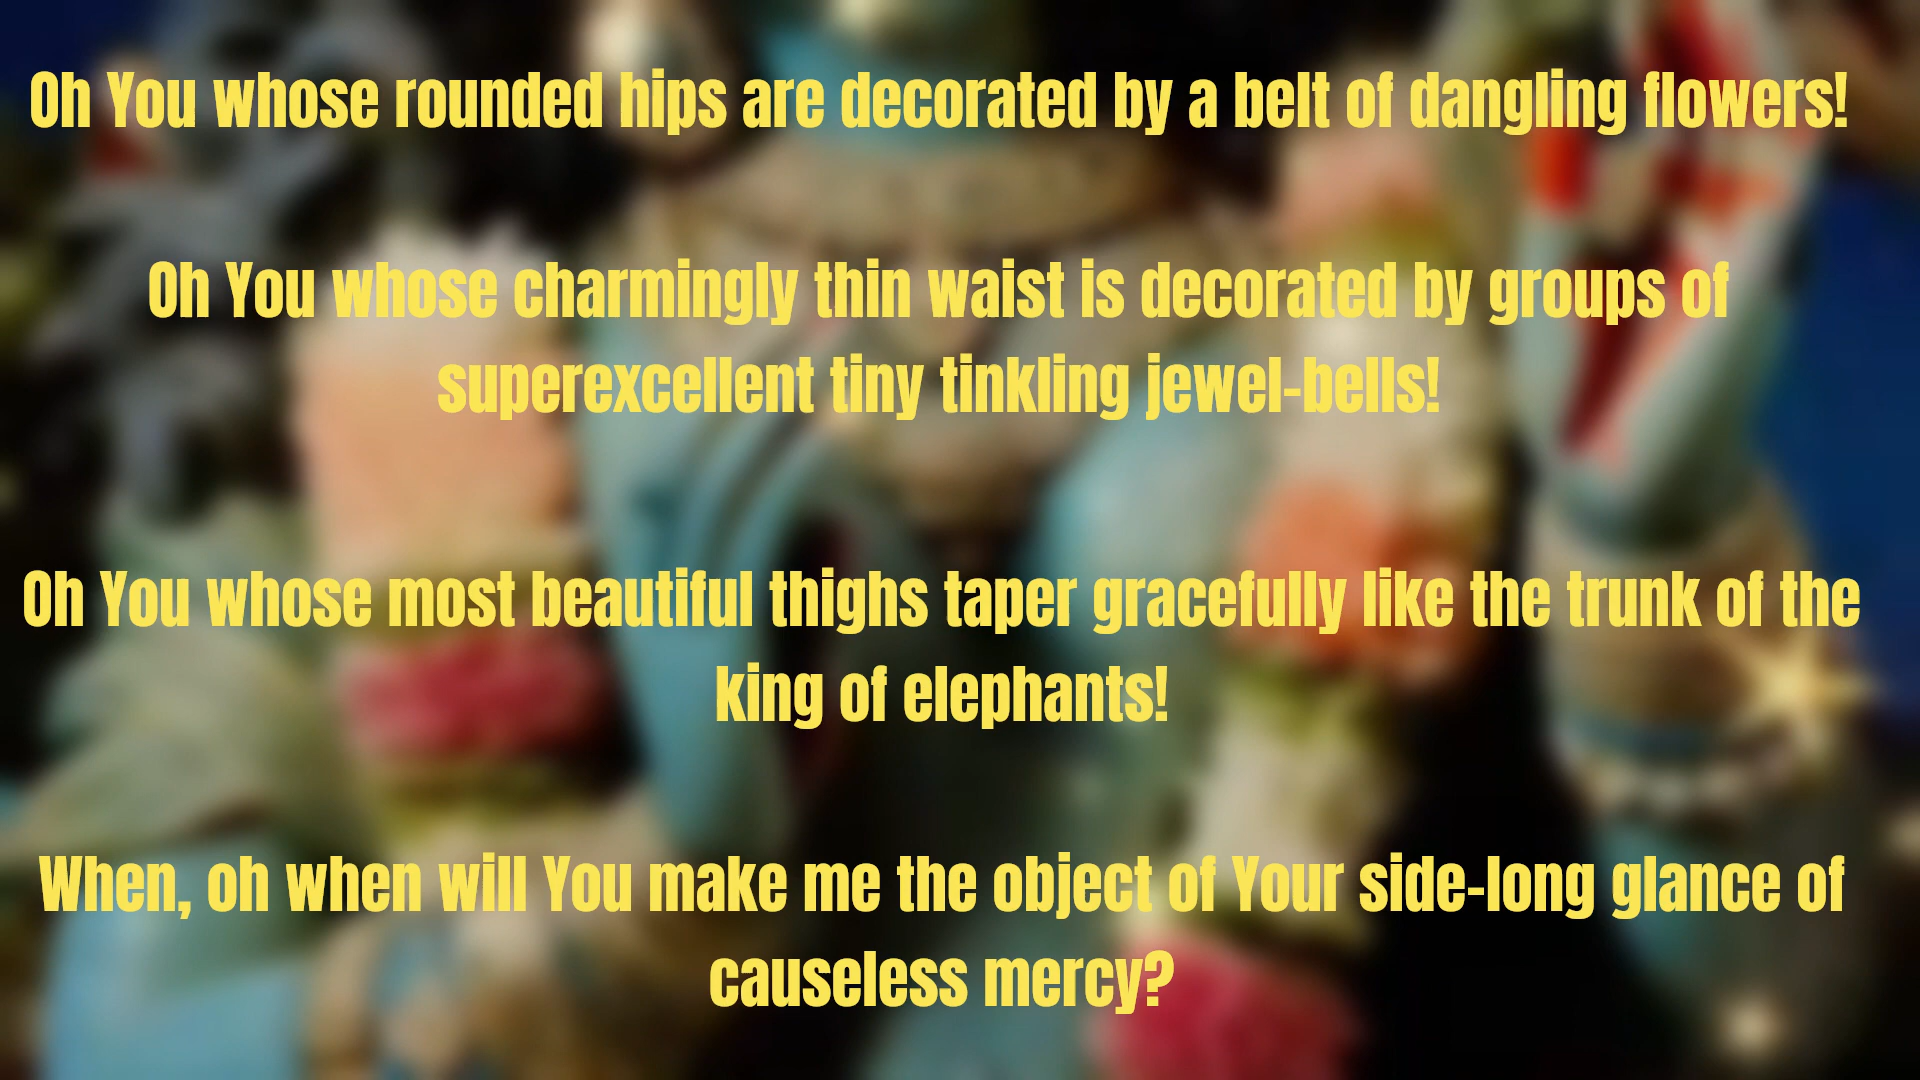 Oh You whose rounded hips are decorated by a belt of dangling flowers!
Oh You whose charmingly thin waist is decorated by groups of
superexcellent tiny tinkling jewel-bells!
Oh You whose most beautiful thighs taper gracefully like the trunk of the
king of elephants!
When, oh when will You make me the object of Your side-long glance of
causeless mercy?